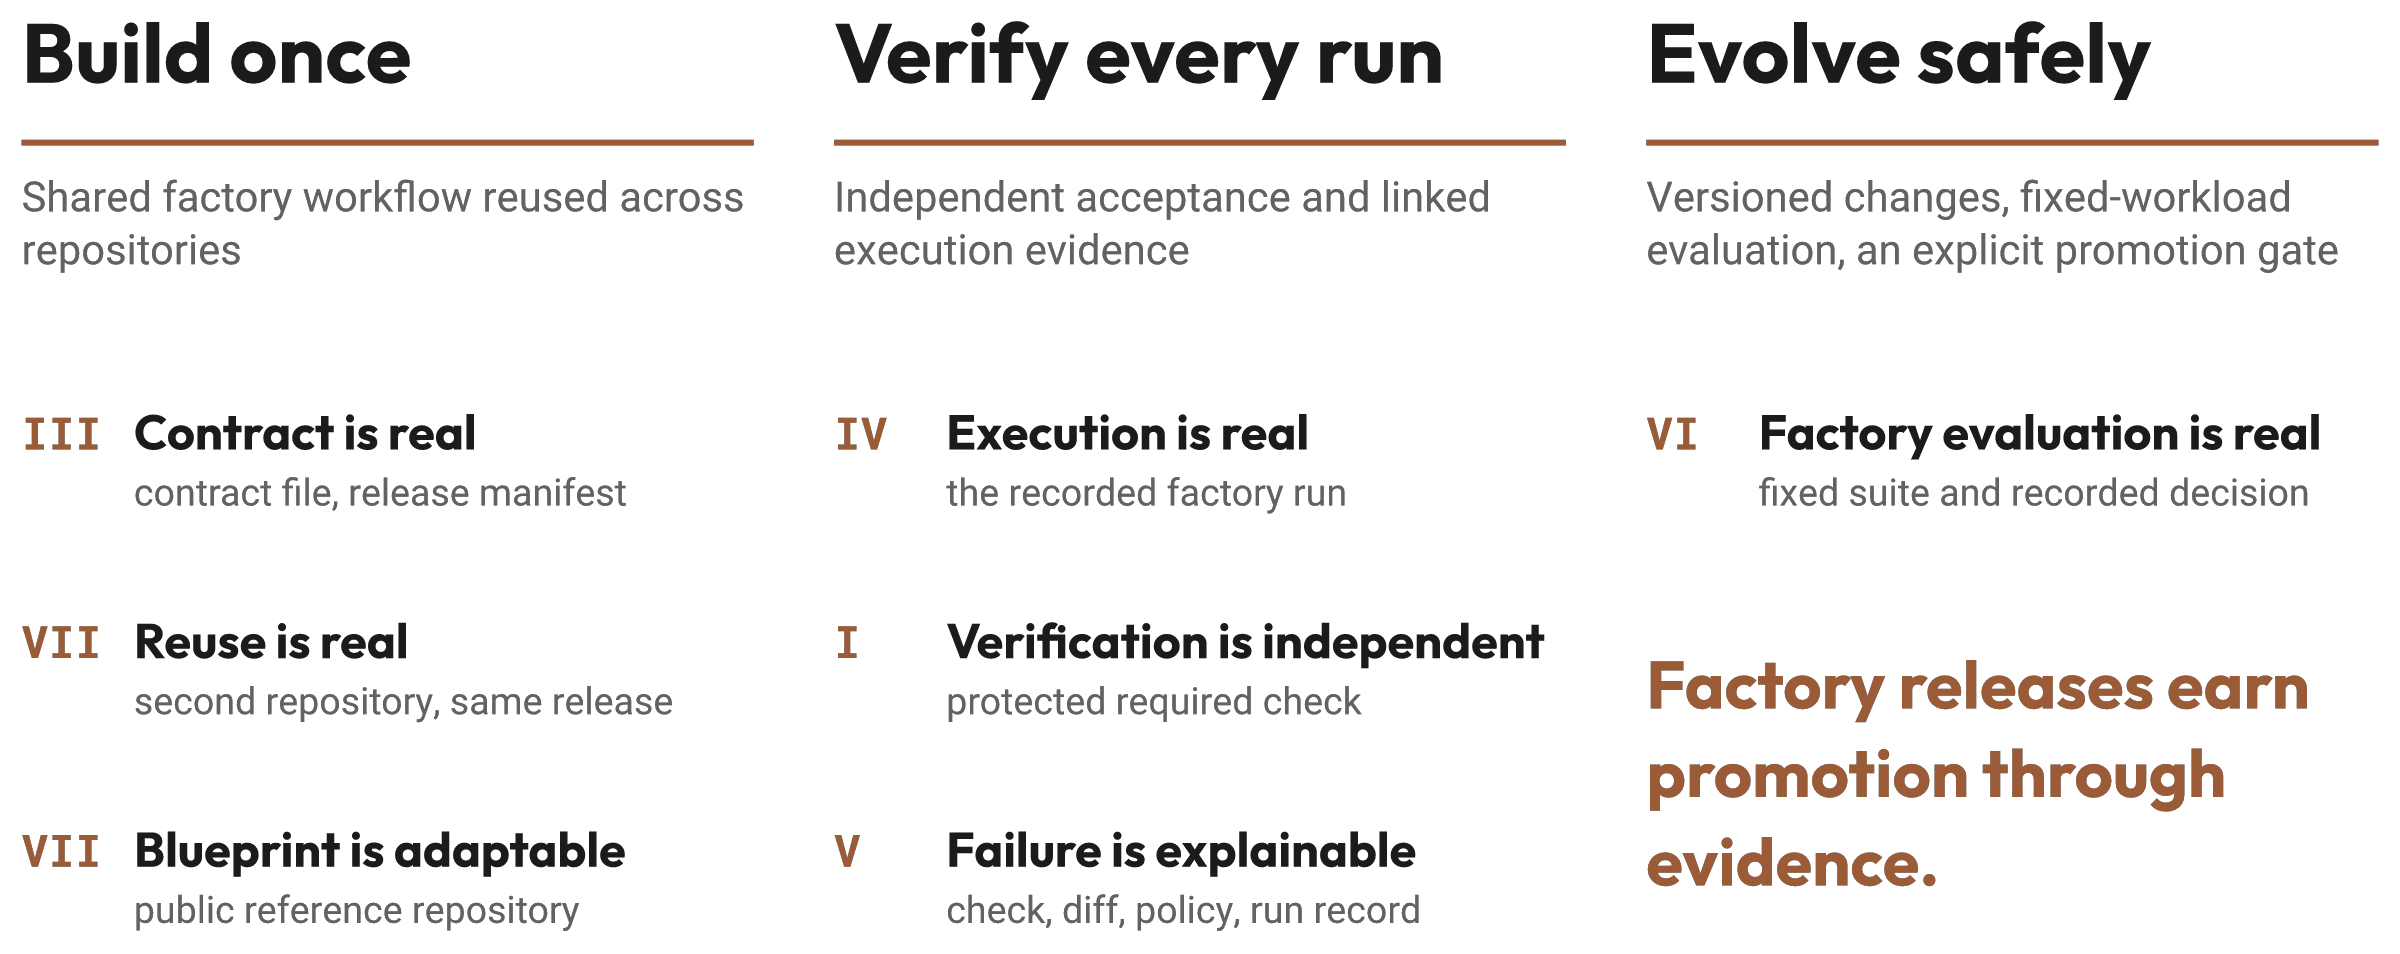 Build once
Shared factory workflow reused across
repositories
III Contract is real
contract file, release manifest
VII Reuse is real
second repository, same release
VII Blueprint is adaptable
public reference repository
Verify every run
Independent acceptance and linked
execution evidence
IV Execution is real
the recorded factory run
I Verification is independent
protected required check
V Failure is explainable
check, diff, policy, run record
Evolve safely
Versioned changes, fixed-workload
evaluation, an explicit promotion gate
VI Factory evaluation is real
fixed suite and recorded decision
Factory releases earn
promotion through
evidence.